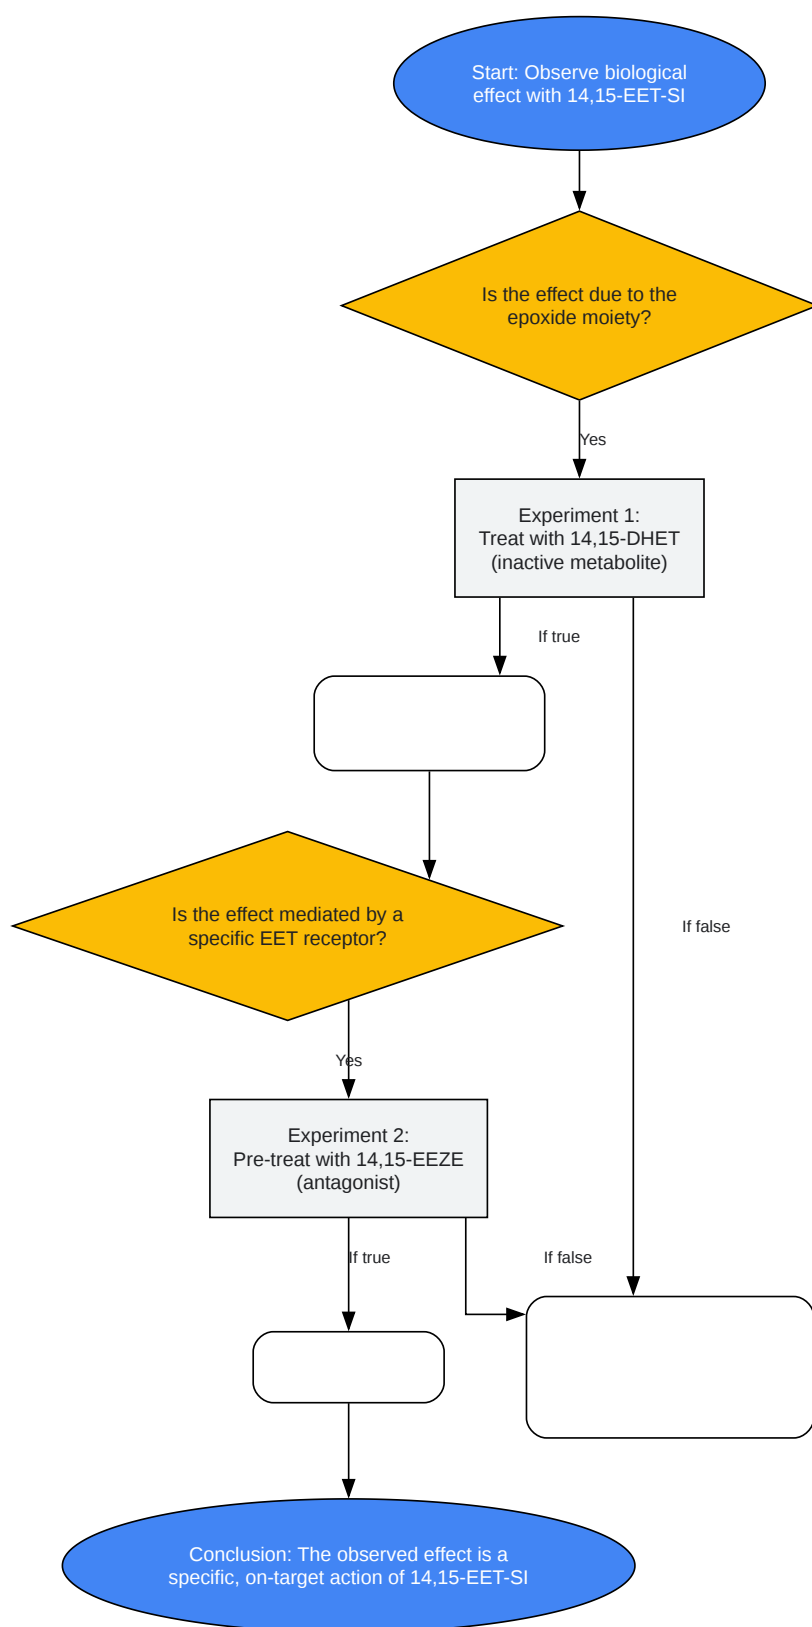 Start: Observe biological
effect with 14,15-EET-SI
Is the effect due to the
epoxide moiety?
Yes
Experiment 1:
Treat with 14,15-DHET
(inactive metabolite)
If true
Is the effect mediated by a
specific EET receptor?
If false
Yes
Experiment 2:
Pre-treat with 14,15-EEZE
(antagonist)
If true
If false
Conclusion: The observed effect is a
specific, on-target action of 14,15-EET-SI